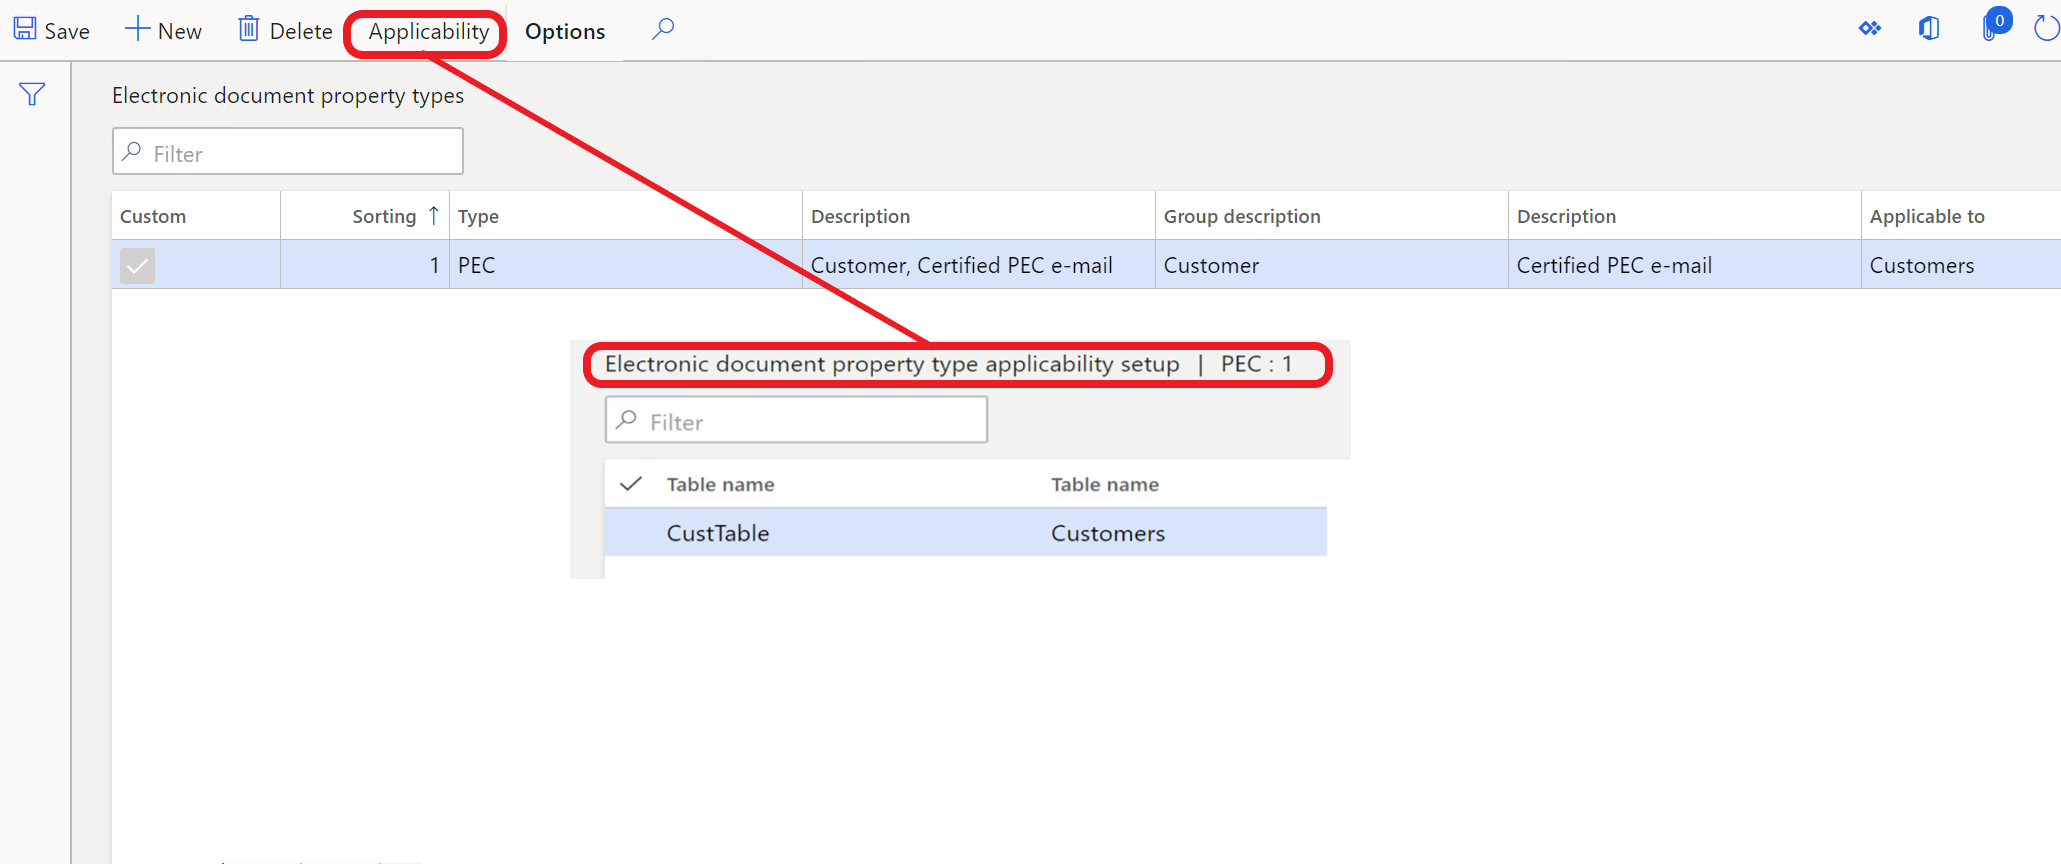 Save New Delete Applicability Options 0
Electronic document property types
Filter
Custom Sorting ↑ Type Description Group description Description Applicable to
1 PEC Customer, Certified PEC e-mail Customer Certified PEC e-mail Customers
Electronic document property type applicability setup | PEC : 1
Filter
Table name Table name
CustTable Customers